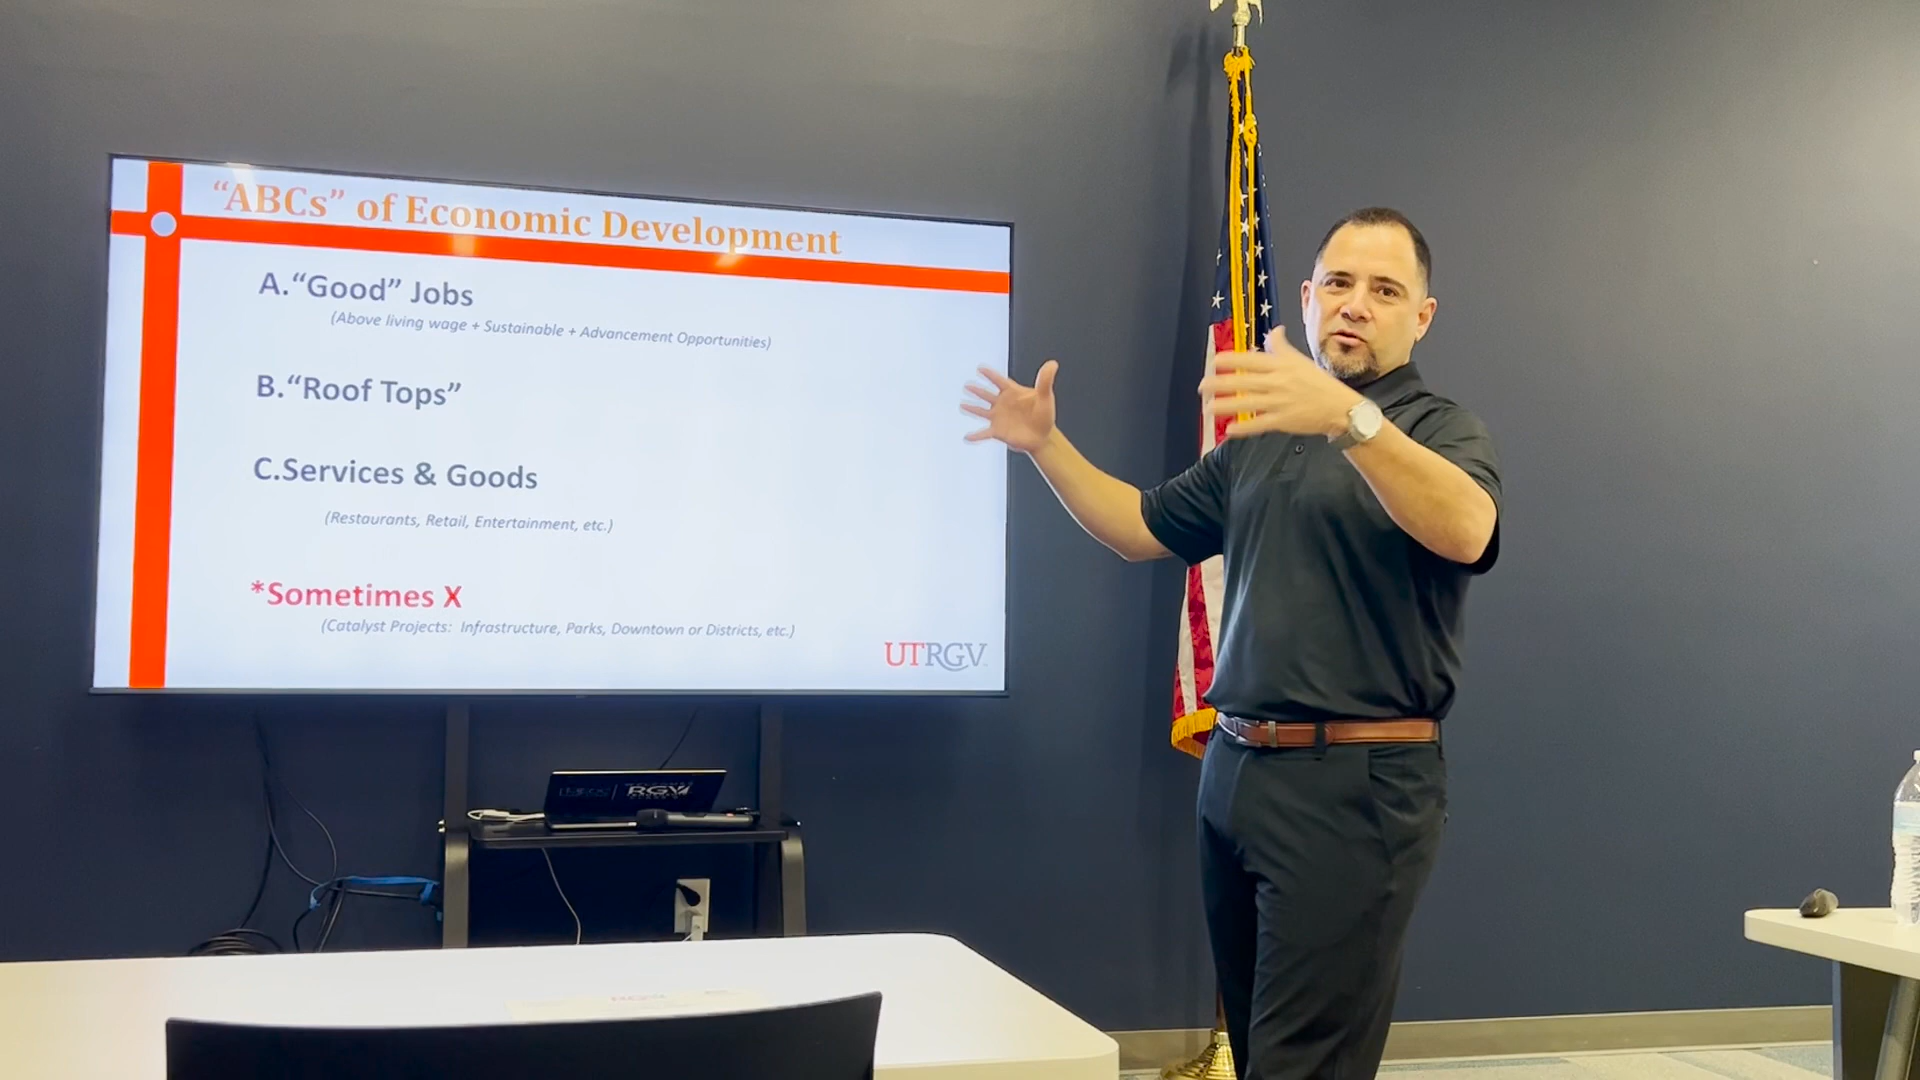 “ABCs” of Economic Development
A.“Good” Jobs
(Above living wage + Sustainable + Advancement Opportunities)
B.“Roof Tops”
C.Services & Goods
(Restaurants, Retail, Entertainment, etc.)
*Sometimes X
(Catalyst Projects: Infrastructure, Parks, Downtown or Districts, etc.)
UTRGV
RGV